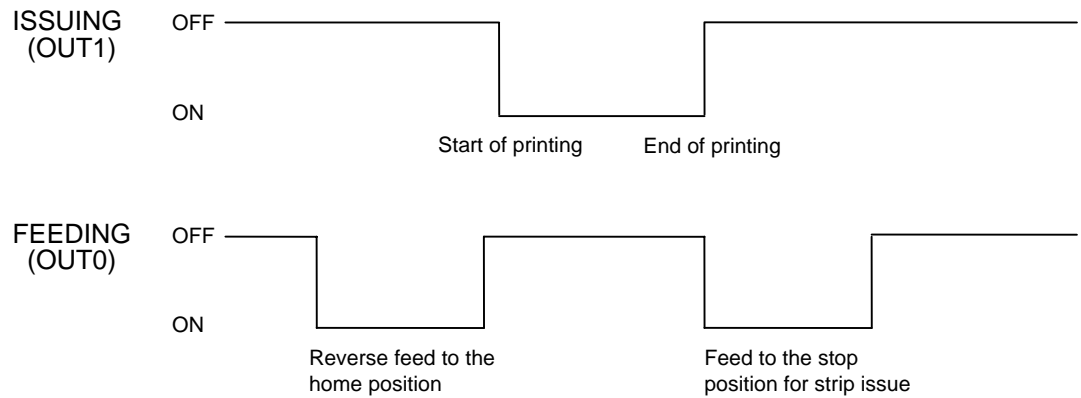 ISSUING
(OUT1)
OFF
ON
Start of printing
End of printing
FEEDING
(OUT0)
OFF
ON
Reverse feed to the
home position
Feed to the stop
position for strip issue